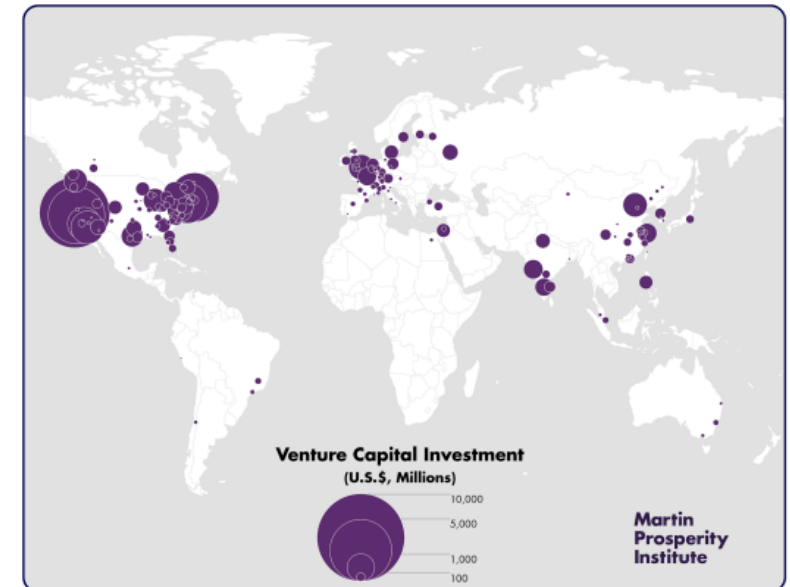 Venture Capital Investment
(U.S.$, Millions)
10,000
5,000
1,000
100
Martin
Prosperity
Institute